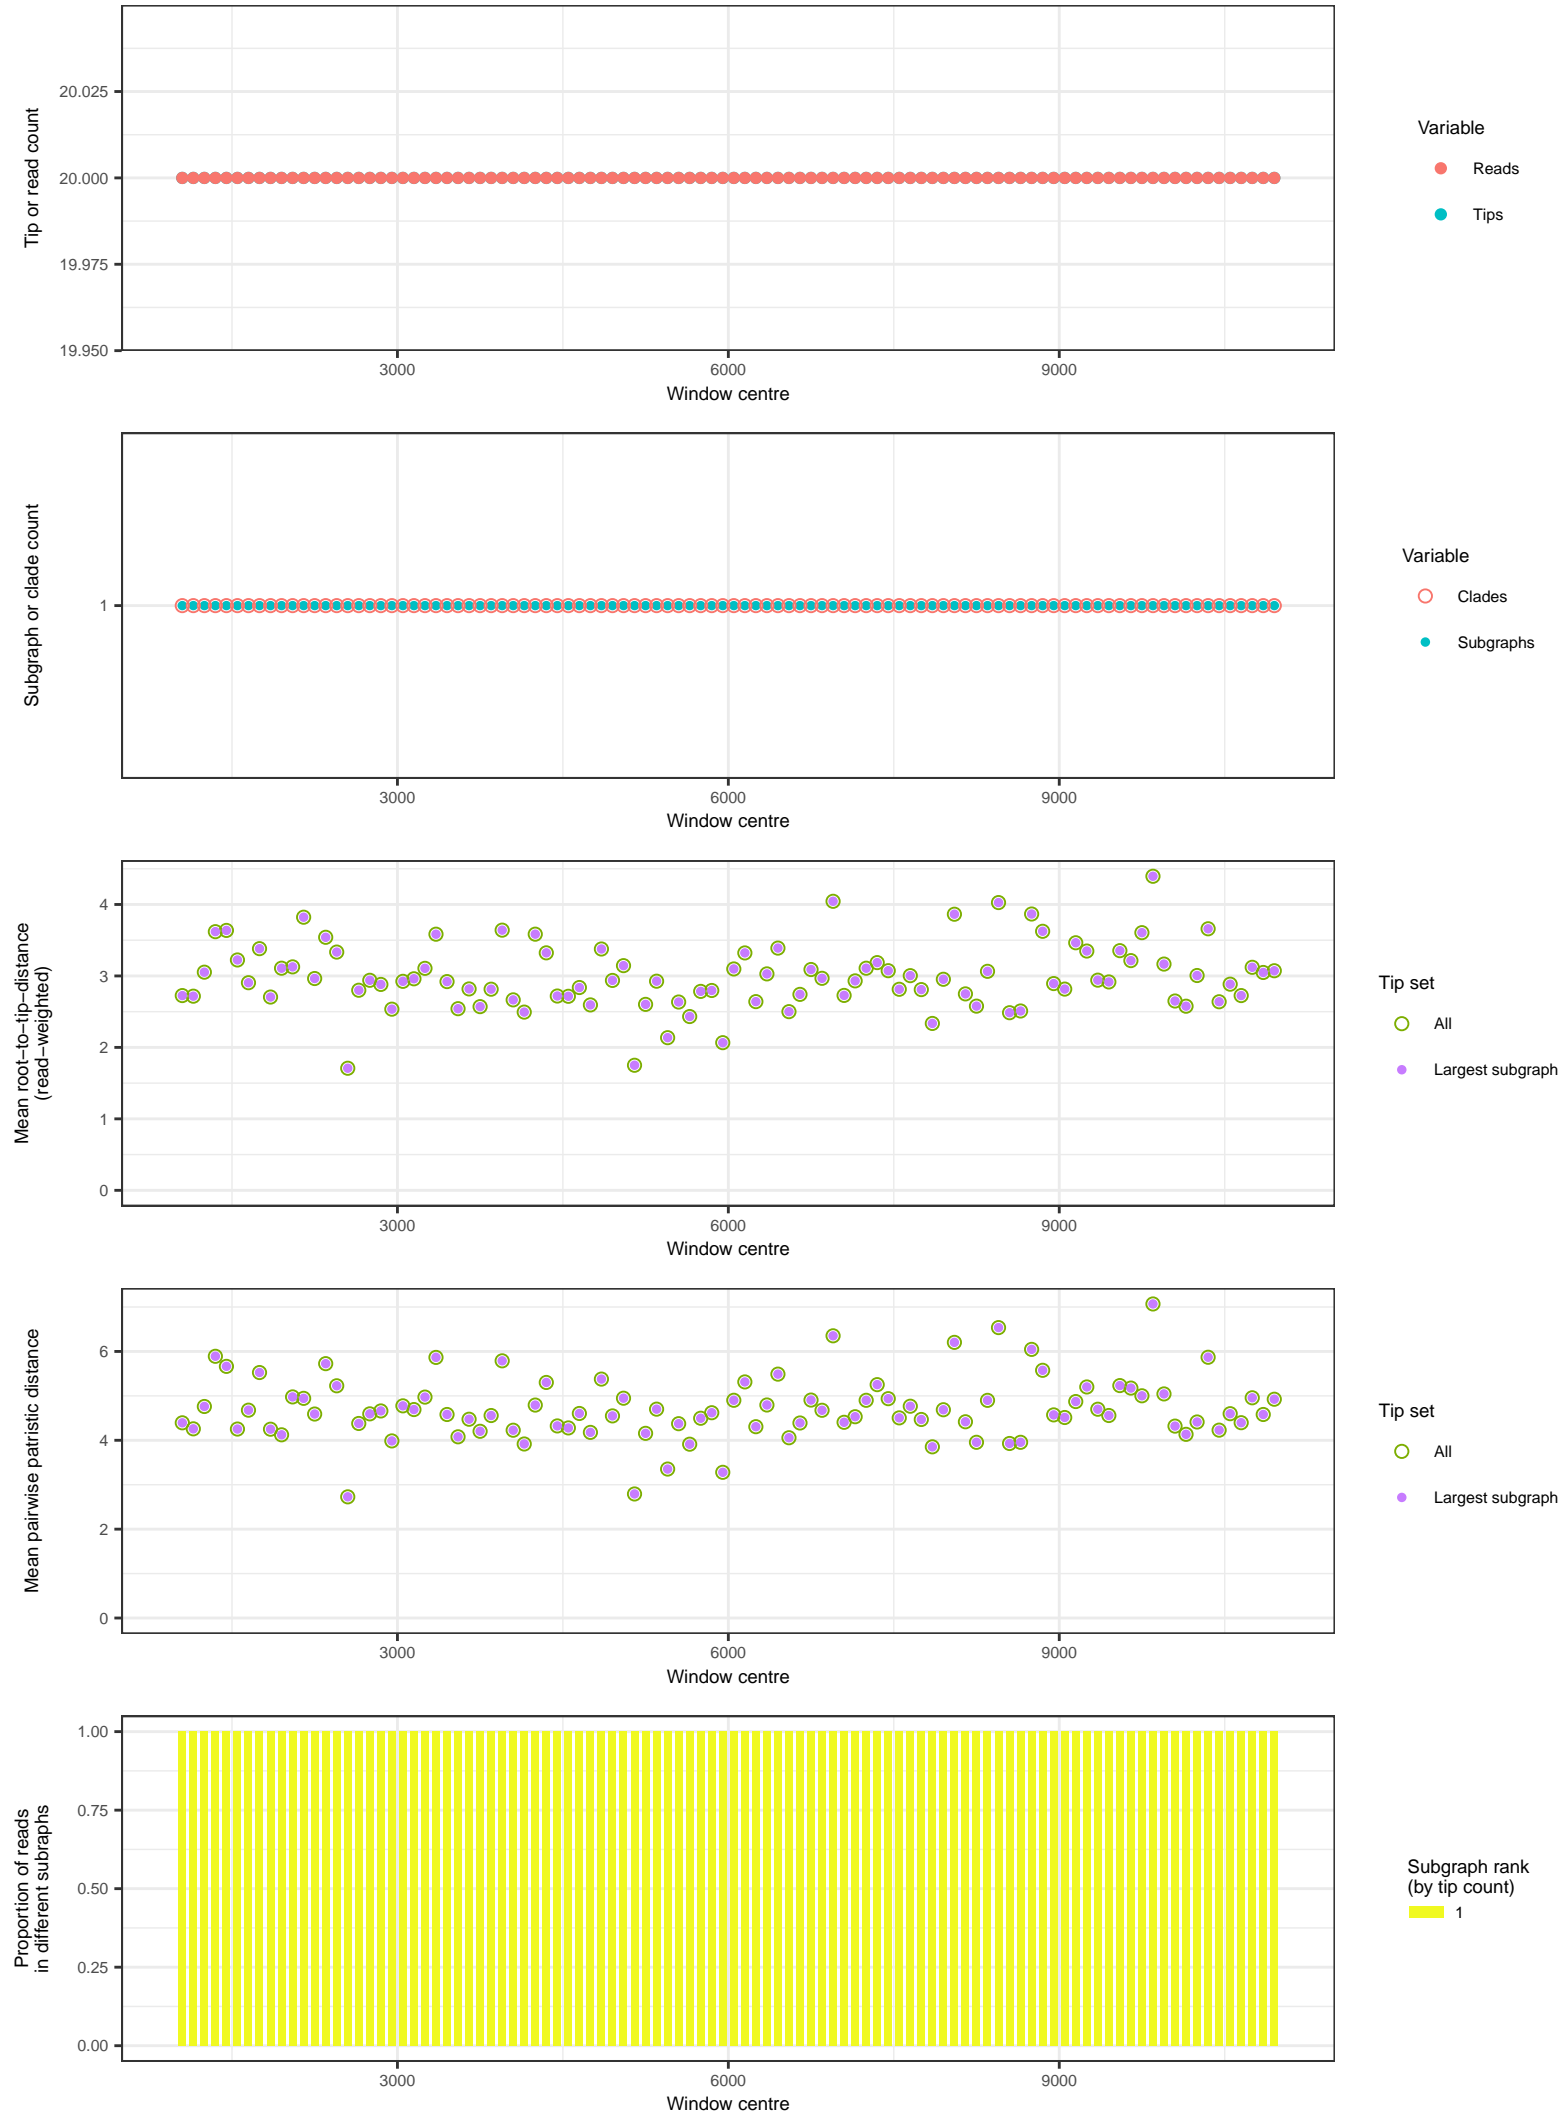 20.025
20.000
19.975
19.950
3000
6000
9000
Window centre
Tip or read count
Variable
Reads
Tips
1
3000
6000
9000
Window centre
Subgraph or clade count
Variable
Clades
Subgraphs
4
3
2
1
0
3000
6000
9000
Window centre
Mean root−to−tip−distance
(read−weighted)
Tip set
All
Largest subgraph
6
4
2
0
3000
6000
9000
Window centre
Mean pairwise patristic distance
Tip set
All
Largest subgraph
1.00
0.75
0.50
0.25
0.00
3000
6000
9000
Window centre
Proportion of reads
in different subraphs
Subgraph rank
(by tip count)
1